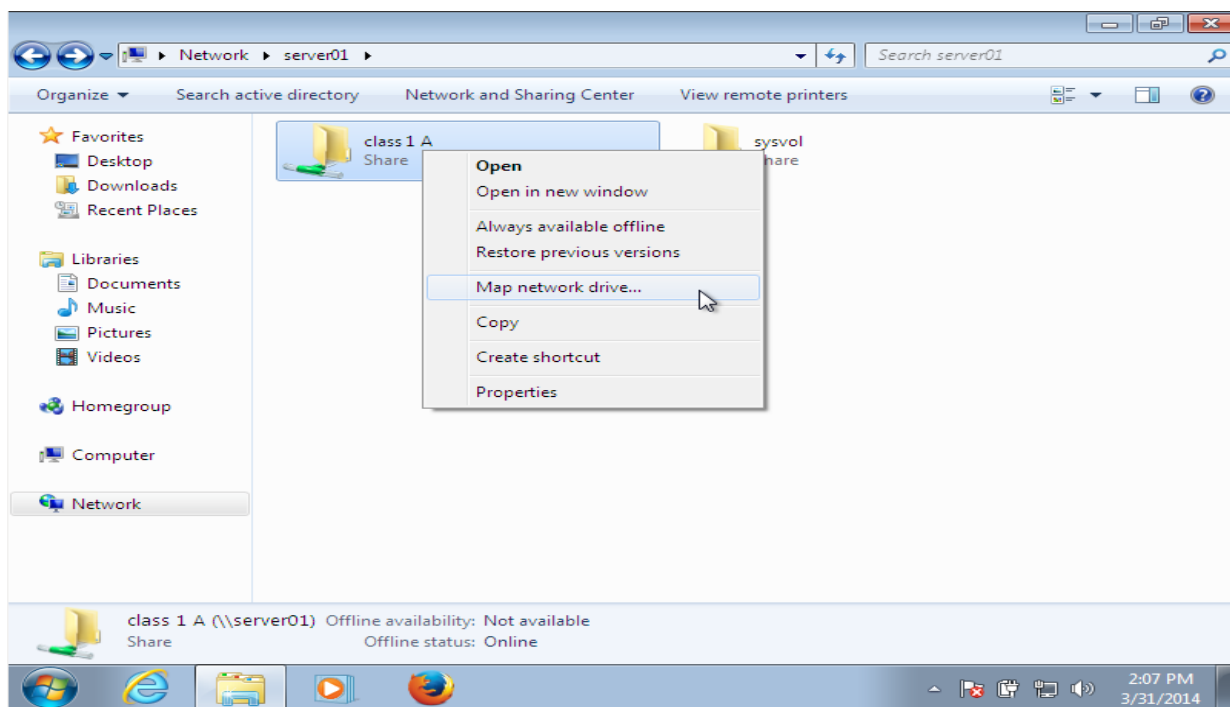 Network server01
Search server01
Organize Search active directory Network and Sharing Center View remote printers
Favorites
Desktop
Downloads
Recent Places
Libraries
Documents
Music
Pictures
Videos
Homegroup
Computer
Network
class 1 A
Share
sysvol
hare
Open
Open in new window
Always available offline
Restore previous versions
Map network drive...
Copy
Create shortcut
Properties
class 1 A (\\server01) Offline availability: Not available
Share Offline status: Online
2:07 PM
3/31/2014